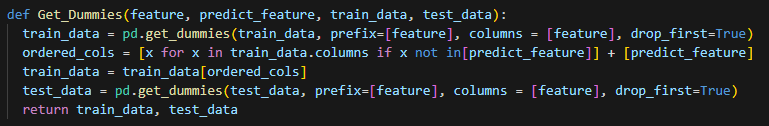 def Get_Dummies(feature, predict_feature, train_data, test_data):
  train_data = pd.get_dummies(train_data, prefix=[feature], columns = [feature], drop_first=True)
  ordered_cols = [x for x in train_data.columns if x not in[predict_feature]] + [predict_feature]
  train_data = train_data[ordered_cols]
  test_data = pd.get_dummies(test_data, prefix=[feature], columns = [feature], drop_first=True)
  return train_data, test_data